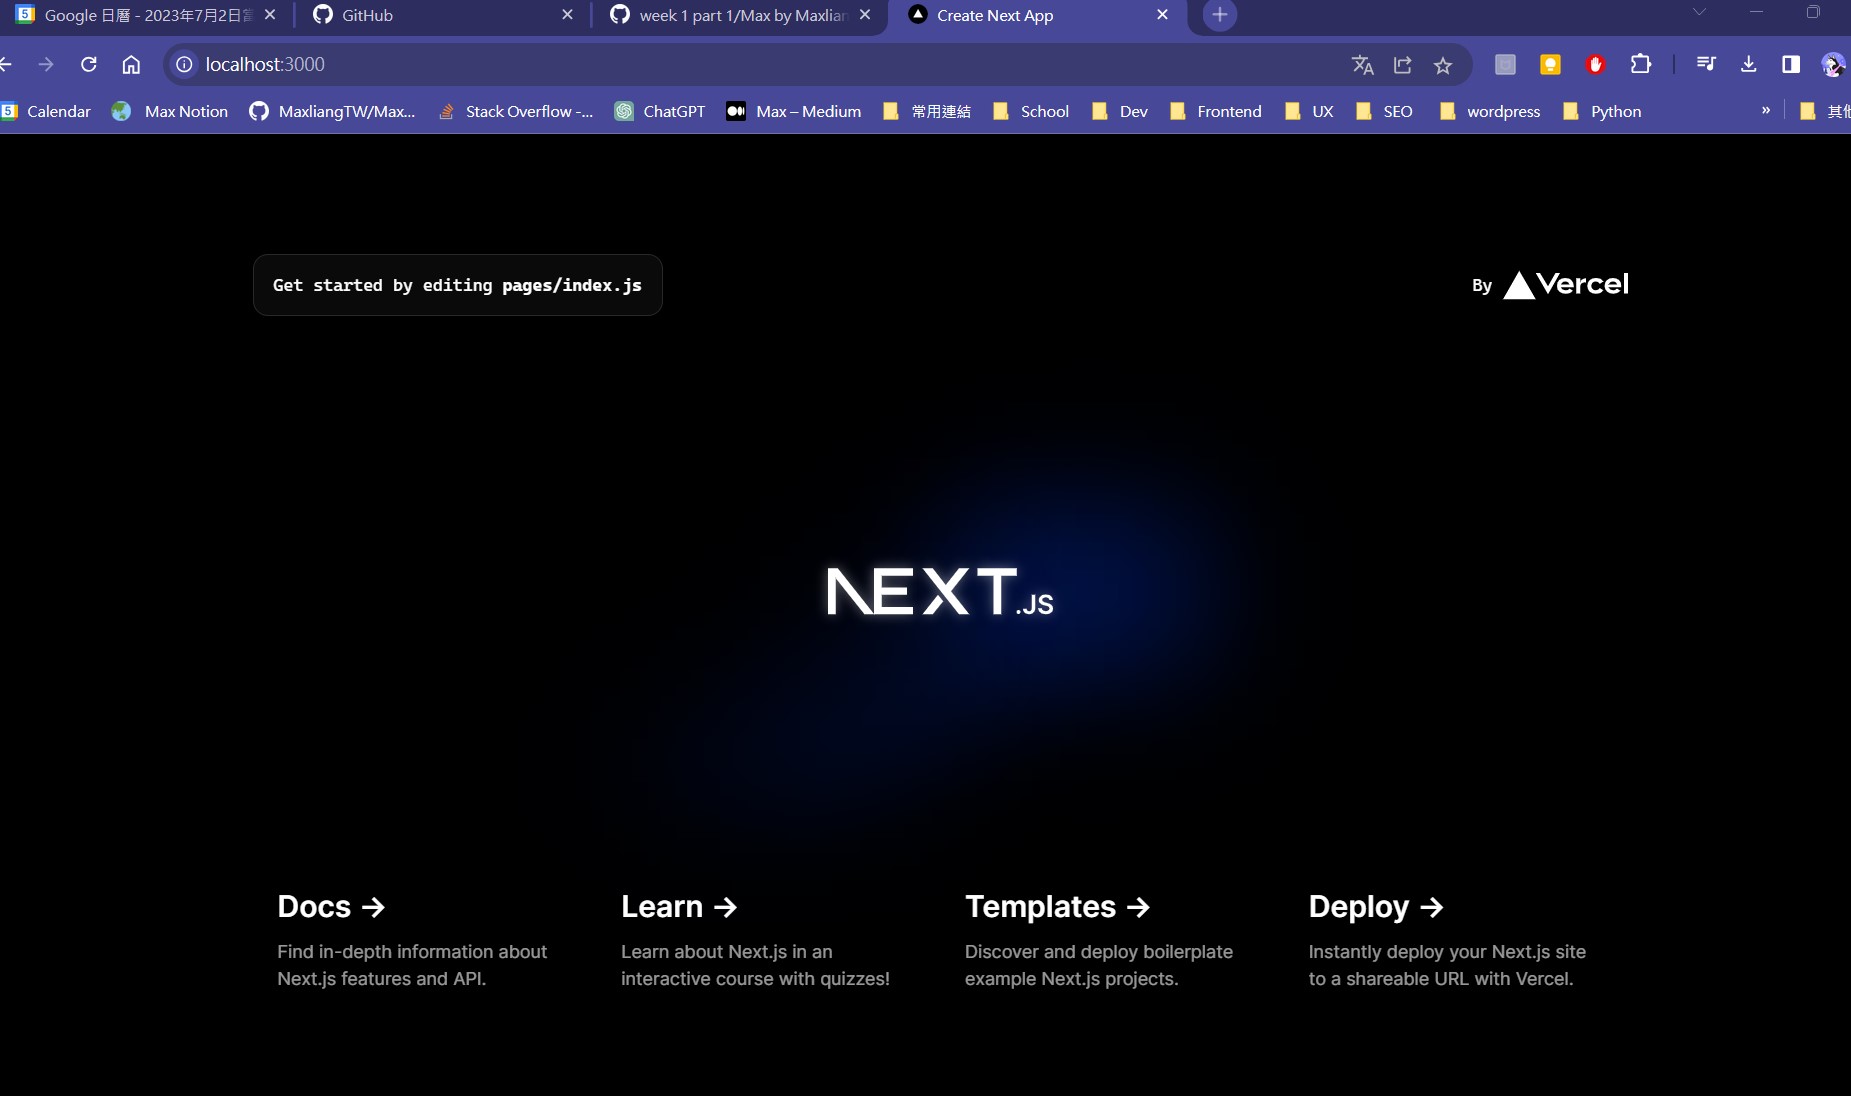 Google 日曆 - 2023年7月2日當
GitHub
week 1 part 1/Max by Maxlian
Create Next App
localhost:3000
Calendar
Max Notion
MaxliangTW/Max...
Stack Overflow -...
ChatGPT
Max – Medium
常用連結
School
Dev
Frontend
UX
SEO
wordpress
Python
»
其他
Get started by editing pages/index.js
By Vercel
NEXT.JS
Docs →
Find in-depth information about
Next.js features and API.
Learn →
Learn about Next.js in an
interactive course with quizzes!
Templates →
Discover and deploy boilerplate
example Next.js projects.
Deploy →
Instantly deploy your Next.js site
to a shareable URL with Vercel.